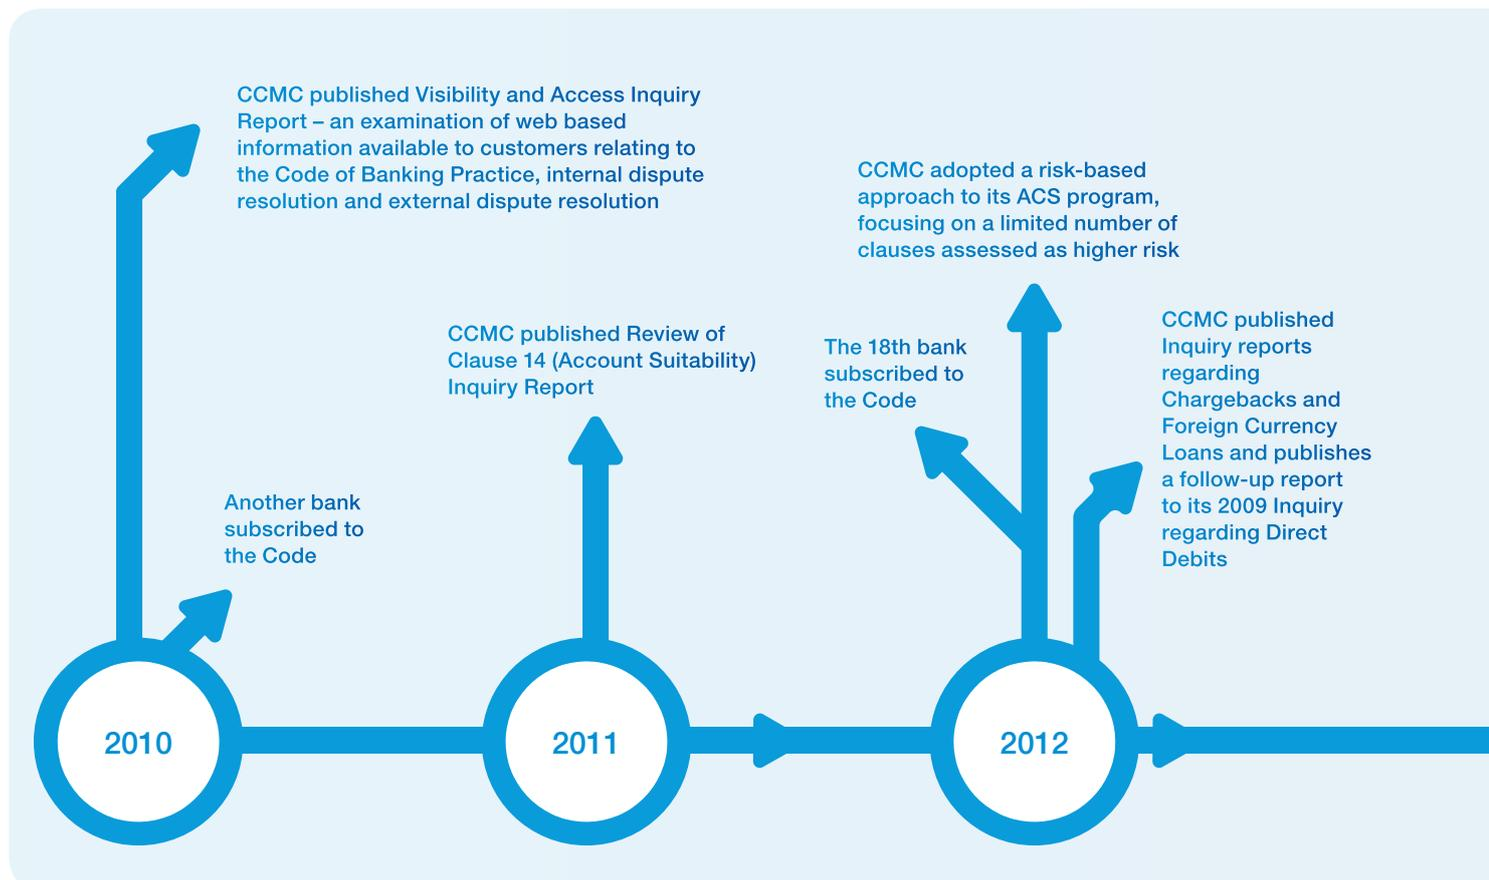 CCMC published Visibility and Access Inquiry
Report – an examination of web based
information available to customers relating to
the Code of Banking Practice, internal dispute
resolution and external dispute resolution
Another bank
subscribed to
the Code
2010
CCMC published Review of
Clause 14 (Account Suitability)
Inquiry Report
2011
The 18th bank
subscribed to
the Code
CCMC adopted a risk-based
approach to its ACS program,
focusing on a limited number of
clauses assessed as higher risk
CCMC published
Inquiry reports
regarding
Chargebacks and
Foreign Currency
Loans and publishes
a follow-up report
to its 2009 Inquiry
regarding Direct
Debits
2012